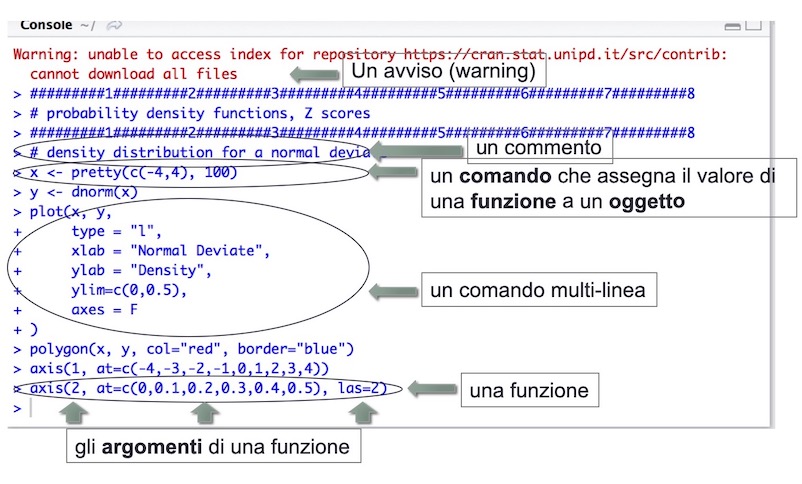 Console ~/
Warning: unable to access index for repository https://cran.stat.unipd.it/src/contrib:
cannot download all files
Un avviso (warning)
> #########1#########2#########3#########4#########5#########6#########7#########8
> # probability density functions, Z scores
> #########1#########2#########3#########4#########5#########6#########7#########8
> # density distribution for a normal
un commento
> x <- pretty(c(-4,4), 100)
un comando che assegna il valore di
una funzione a un oggetto
> y <- dnorm(x)
> plot(x, y,
+ type = "l",
+ xlab = "Normal Deviate",
+ ylab = "Density",
+ ylim=c(0,0.5),
un comando multi-linea
+ axes = F
+ )
> polygon(x, y, col="red", border="blue")
> axis(1, at=c(-4,-3,-2,-1,0,1,2,3,4))
> axis(2, at=c(0,0.1,0.2,0.3,0.4,0.5), las=2)
una funzione
>
gli argomenti di una funzione